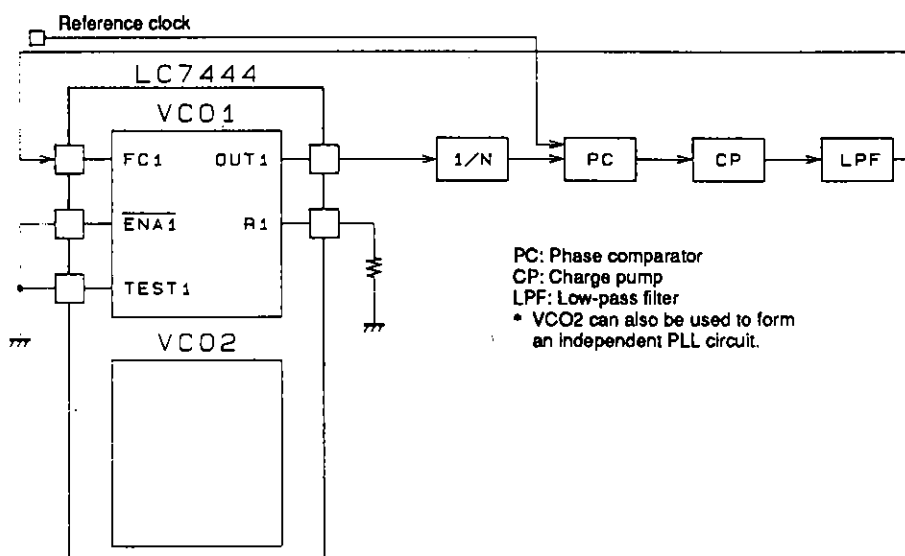 Reference clock
LC7444
VCO1
FC1 OUT1
ENA1 R1
TEST1
1/N
PC
CP
LPF
PC: Phase comparator
CP: Charge pump
LPF: Low-pass filter
* VCO2 can also be used to form
an independent PLL circuit.
VCO2